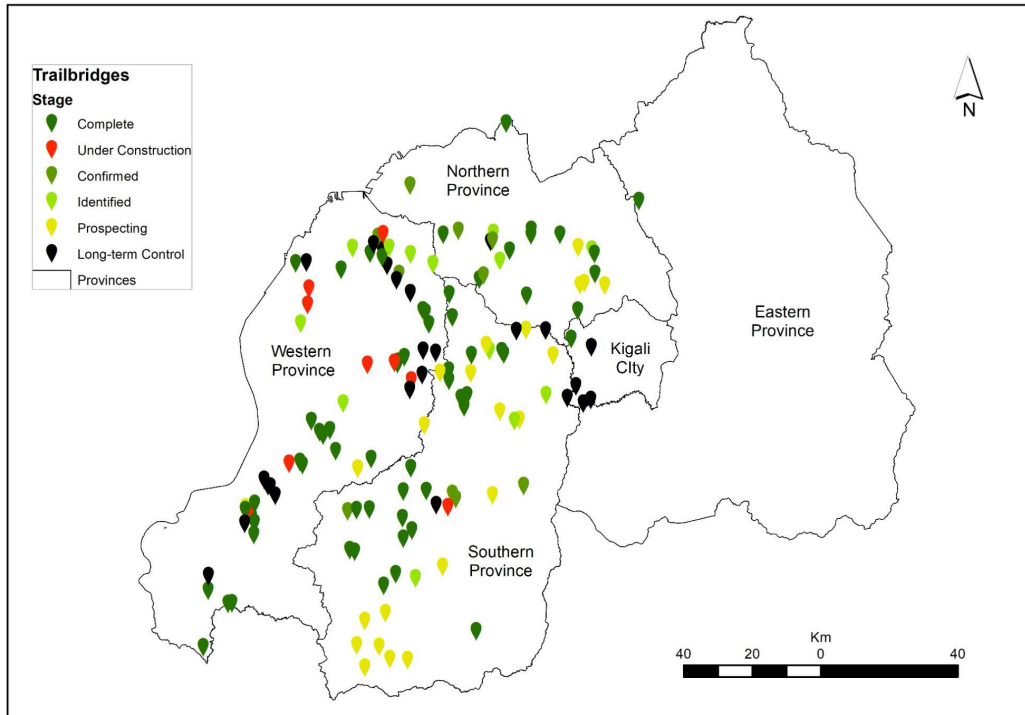 Trailbridges
Stage
Complete
Under Construction
Confirmed
Identified
Prospecting
Long-term Control
Provinces
N
Northern
Province
Western
Province
Eastern
Province
Kigali
CIty
Southern
Province
Km
40 20 0 40